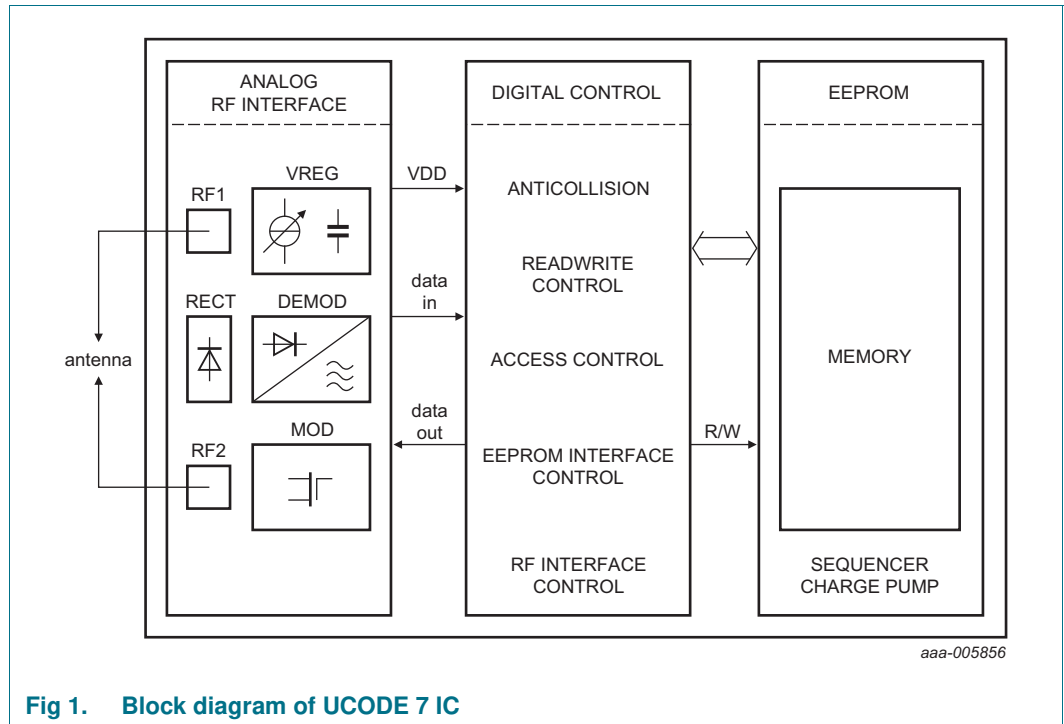 ANALOG
RF INTERFACE
RF1
VREG
RECT
DEMOD
antenna
RF2
MOD
VDD
data
in
data
out
DIGITAL CONTROL
ANTICOLLISION
READWRITE
CONTROL
ACCESS CONTROL
EEPROM INTERFACE
CONTROL
RF INTERFACE
CONTROL
R/W
EEPROM
MEMORY
SEQUENCER
CHARGE PUMP
aaa-005856
Fig 1. Block diagram of UCODE 7 IC